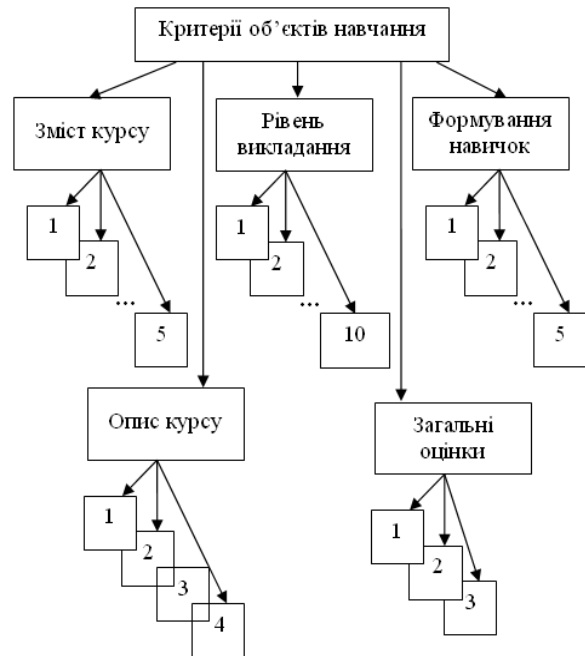 Критерії об’єктів навчання
Зміст курсу
Рівень
викладання
Формування
навичок
1
2
...
5
1
2
...
10
1
2
...
5
Опис курсу
Загальні
оцінки
1
2
3
4
1
2
3